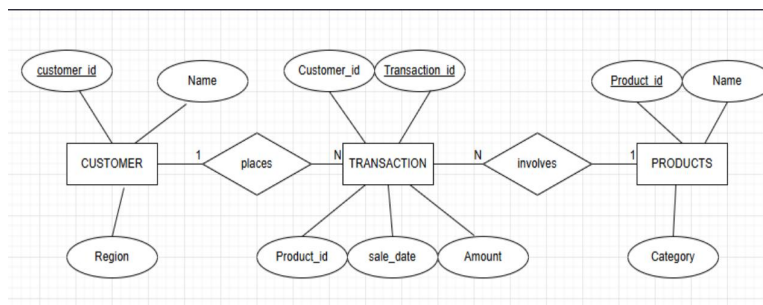 customer_id
Name
Customer_id
Transaction_id
Product_id
Name
CUSTOMER
1
places
N
TRANSACTION
N
involves
1
PRODUCTS
Region
Product_id
sale_date
Amount
Category